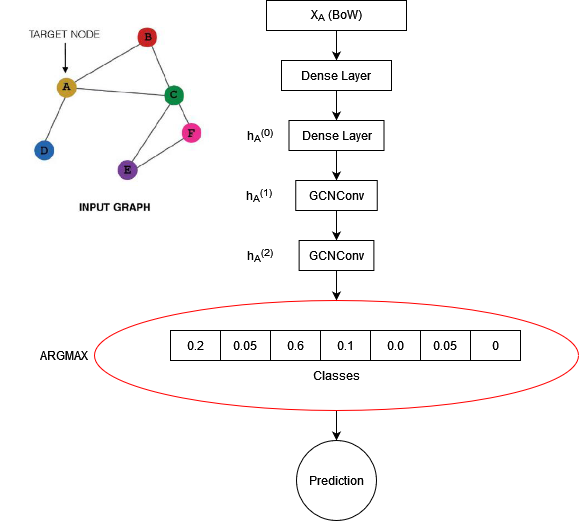 X_A (BoW)
TARGET NODE
B
Dense Layer
A
C
h_A^(0) Dense Layer
F
D
E
h_A^(1) GCNConv
INPUT GRAPH
h_A^(2) GCNConv
ARGMAX
0.2 0.05 0.6 0.1 0.0 0.05 0
Classes
Prediction